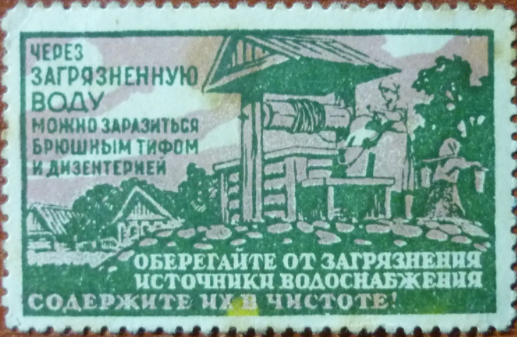 ЧЕРЕЗ
ЗАГРЯЗНЕННУЮ
ВОДУ
МОЖНО ЗАРАЗИТЬСЯ
БРЮШНЫМ ТИФОМ
И ДИЗЕНТЕРИЕЙ
ОБЕРЕГАЙТЕ ОТ ЗАГРЯЗНЕНИЯ
ИСТОЧНИКИ ВОДОСНАБЖЕНИЯ
СОДЕРЖИТЕ ИХ В ЧИСТОТЕ!